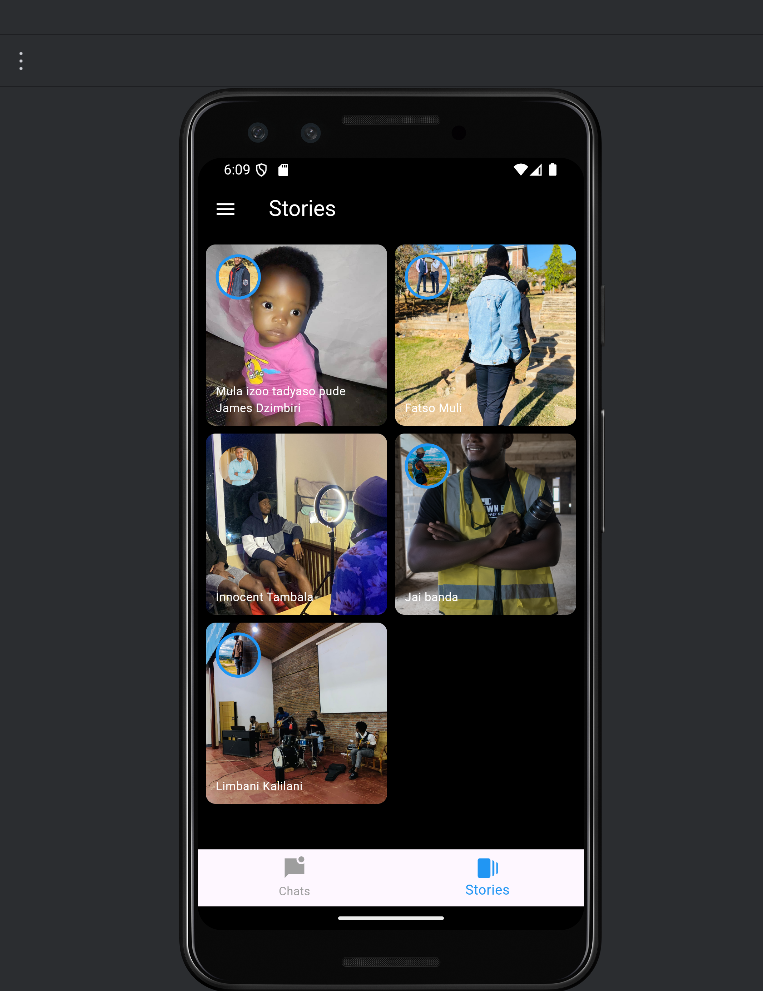 6:09
Stories
Mula izoo tadyaso pude
James Dzimbiri
Fatso Muli
Innocent Tambala
Jai banda
Limbani Kalilani
Chats
Stories